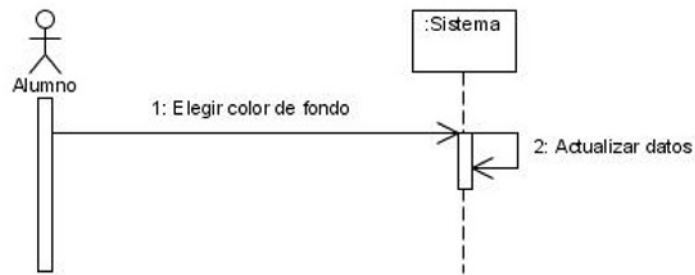 :Sistema
Alumno
1: Elegir color de fondo
2: Actualizar datos